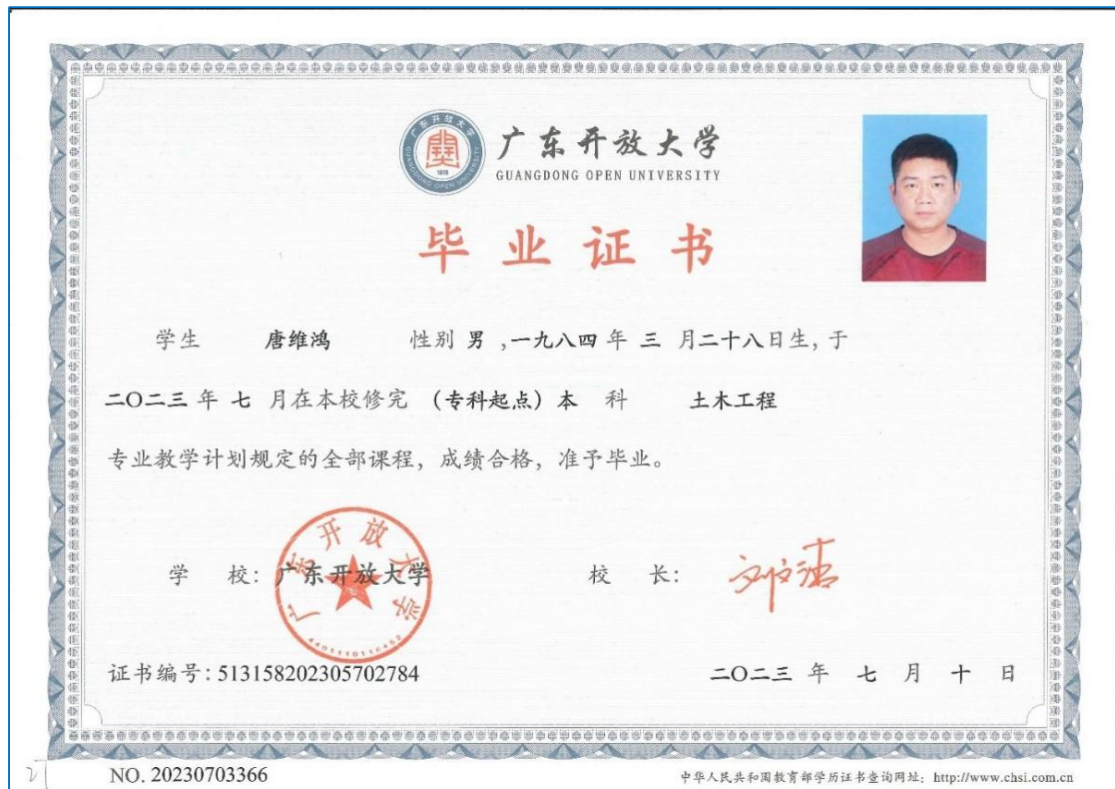 广东开放大学
GUANGDONG OPEN UNIVERSITY
毕业证书
学生 唐维鸿 性别 男 ,一九八四 年 三 月二十八日生, 于
二〇二三 年 七 月在本校修完 (专科起点) 本 科 土木工程
专业教学计划规定的全部课程, 成绩合格, 准予毕业。
学 校: 广东开放大学 校 长:
广东开放大学
证书编号: 513158202305702784 二〇二三 年 七 月 十 日
NO. 20230703366 中华人民共和国教育部学历证书查询网址: http://www.chsi.com.cn